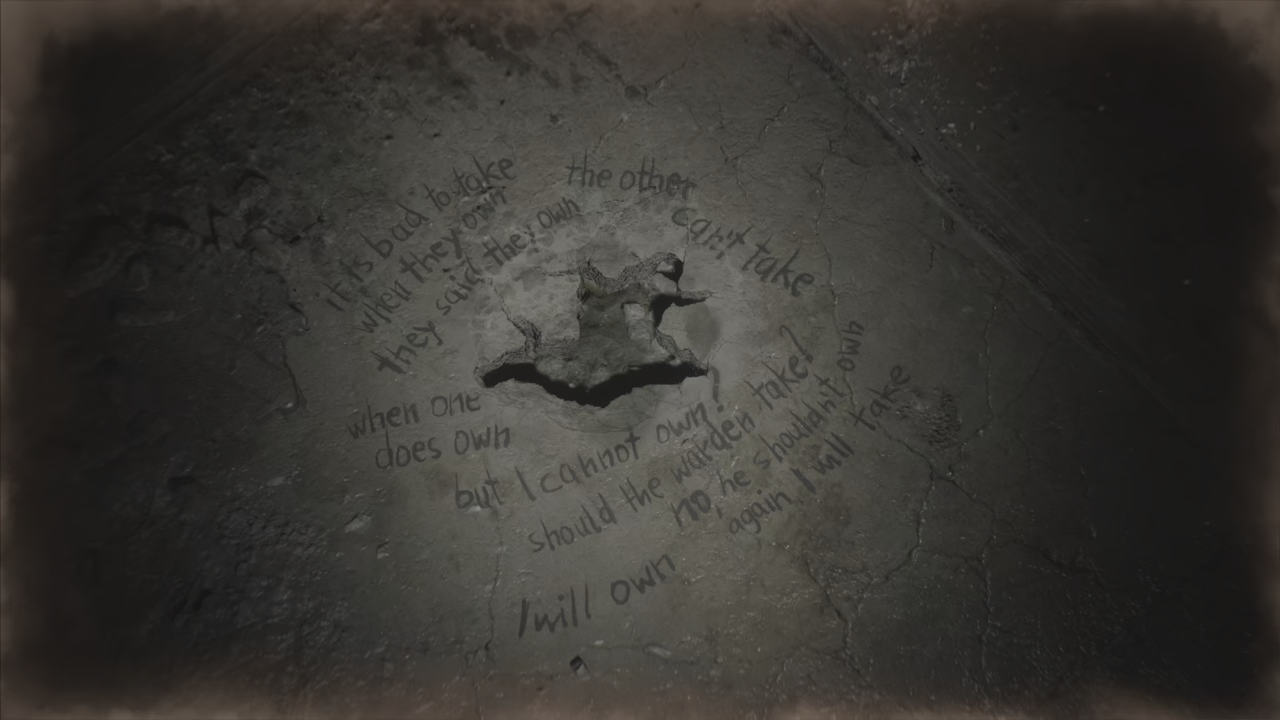 it is bad to take
when they own
they said they own
the other
can't take
when one
does own
but I cannot own?
should the warden take?
no, he shouldn't own
again I will take
I will own